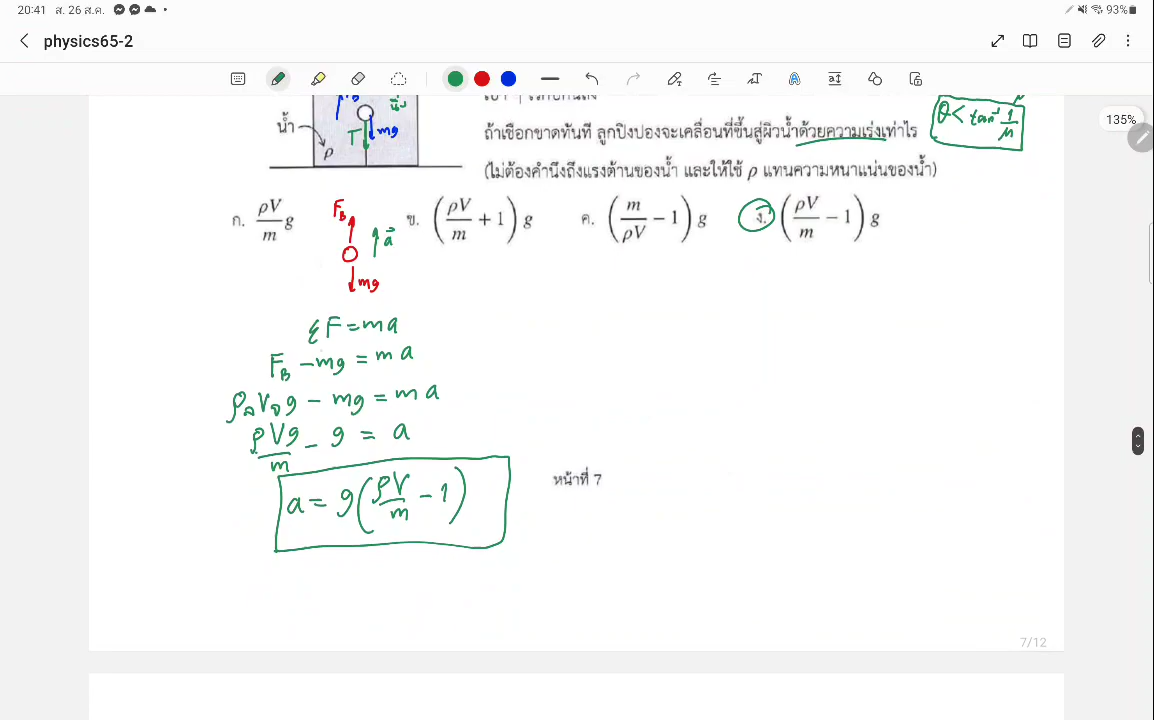 20:41 ส. 26 ส.ค.
93%
physics65-2
135%
น้ำ
ρ
T
mg
θ < tan⁻¹ 1/μ
ถ้าเชือกขาดทันที ลูกปิงปองจะเคลื่อนที่ขึ้นสู่ผิวน้ำด้วยความเร่งเท่าไร
(ไม่ต้องคำนึงถึงแรงต้านของน้ำ และให้ใช้ ρ แทนความหนาแน่นของน้ำ)
ก. ρV/m g ข. (ρV/m + 1) g ค. (m/ρV − 1) g ง. (ρV/m − 1) g
F_B
a
mg
ΣF = ma
F_B − mg = ma
g − mg = ma
ρVg/m − g = a
a = g(ρV/m − 1)
หน้าที่ 7
7/12